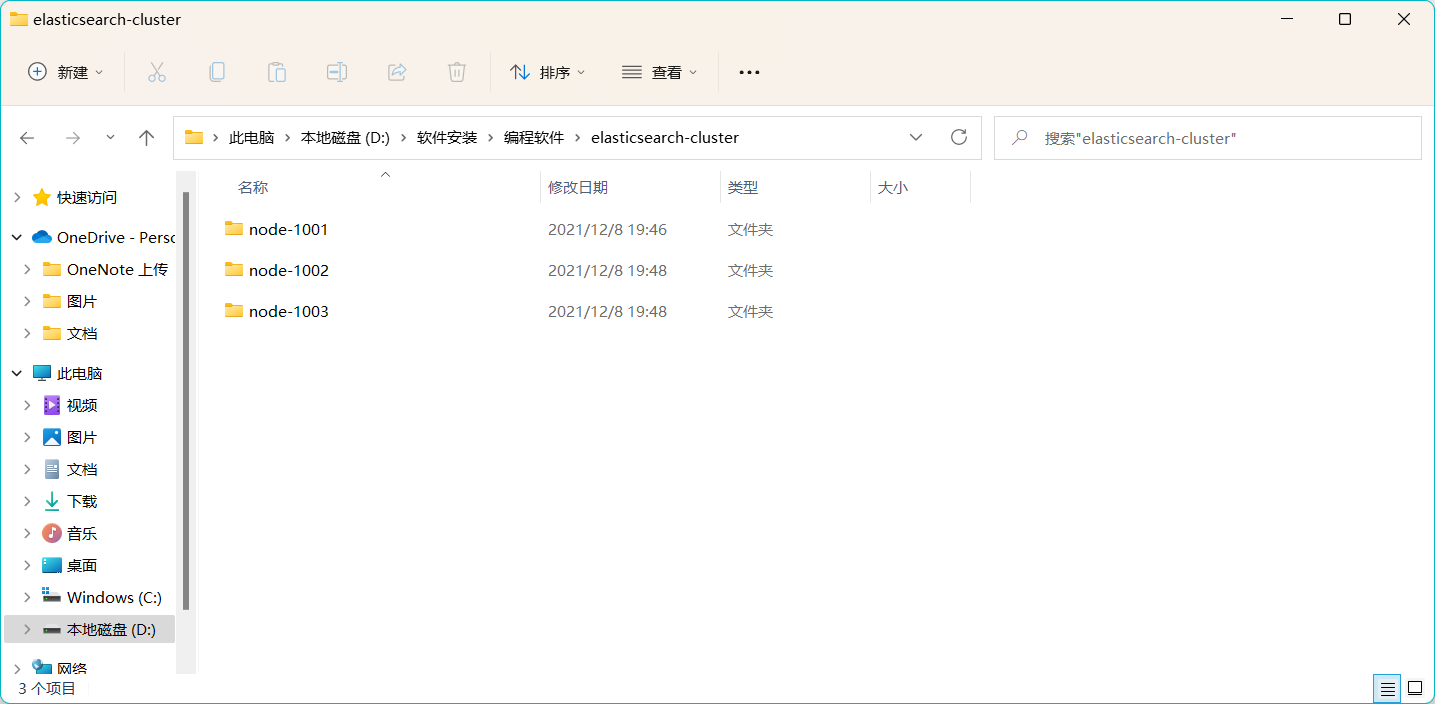 elasticsearch-cluster
新建 排序 查看
此电脑 本地磁盘 (D:) 软件安装 编程软件 elasticsearch-cluster 搜索"elasticsearch-cluster"
名称 修改日期 类型 大小
快速访问
node-1001 2021/12/8 19:46 文件夹
OneDrive - Perso
node-1002 2021/12/8 19:48 文件夹
OneNote 上传
图片
node-1003 2021/12/8 19:48 文件夹
文档
此电脑
视频
图片
文档
下载
音乐
桌面
Windows (C:)
本地磁盘 (D:)
网络
3 个项目